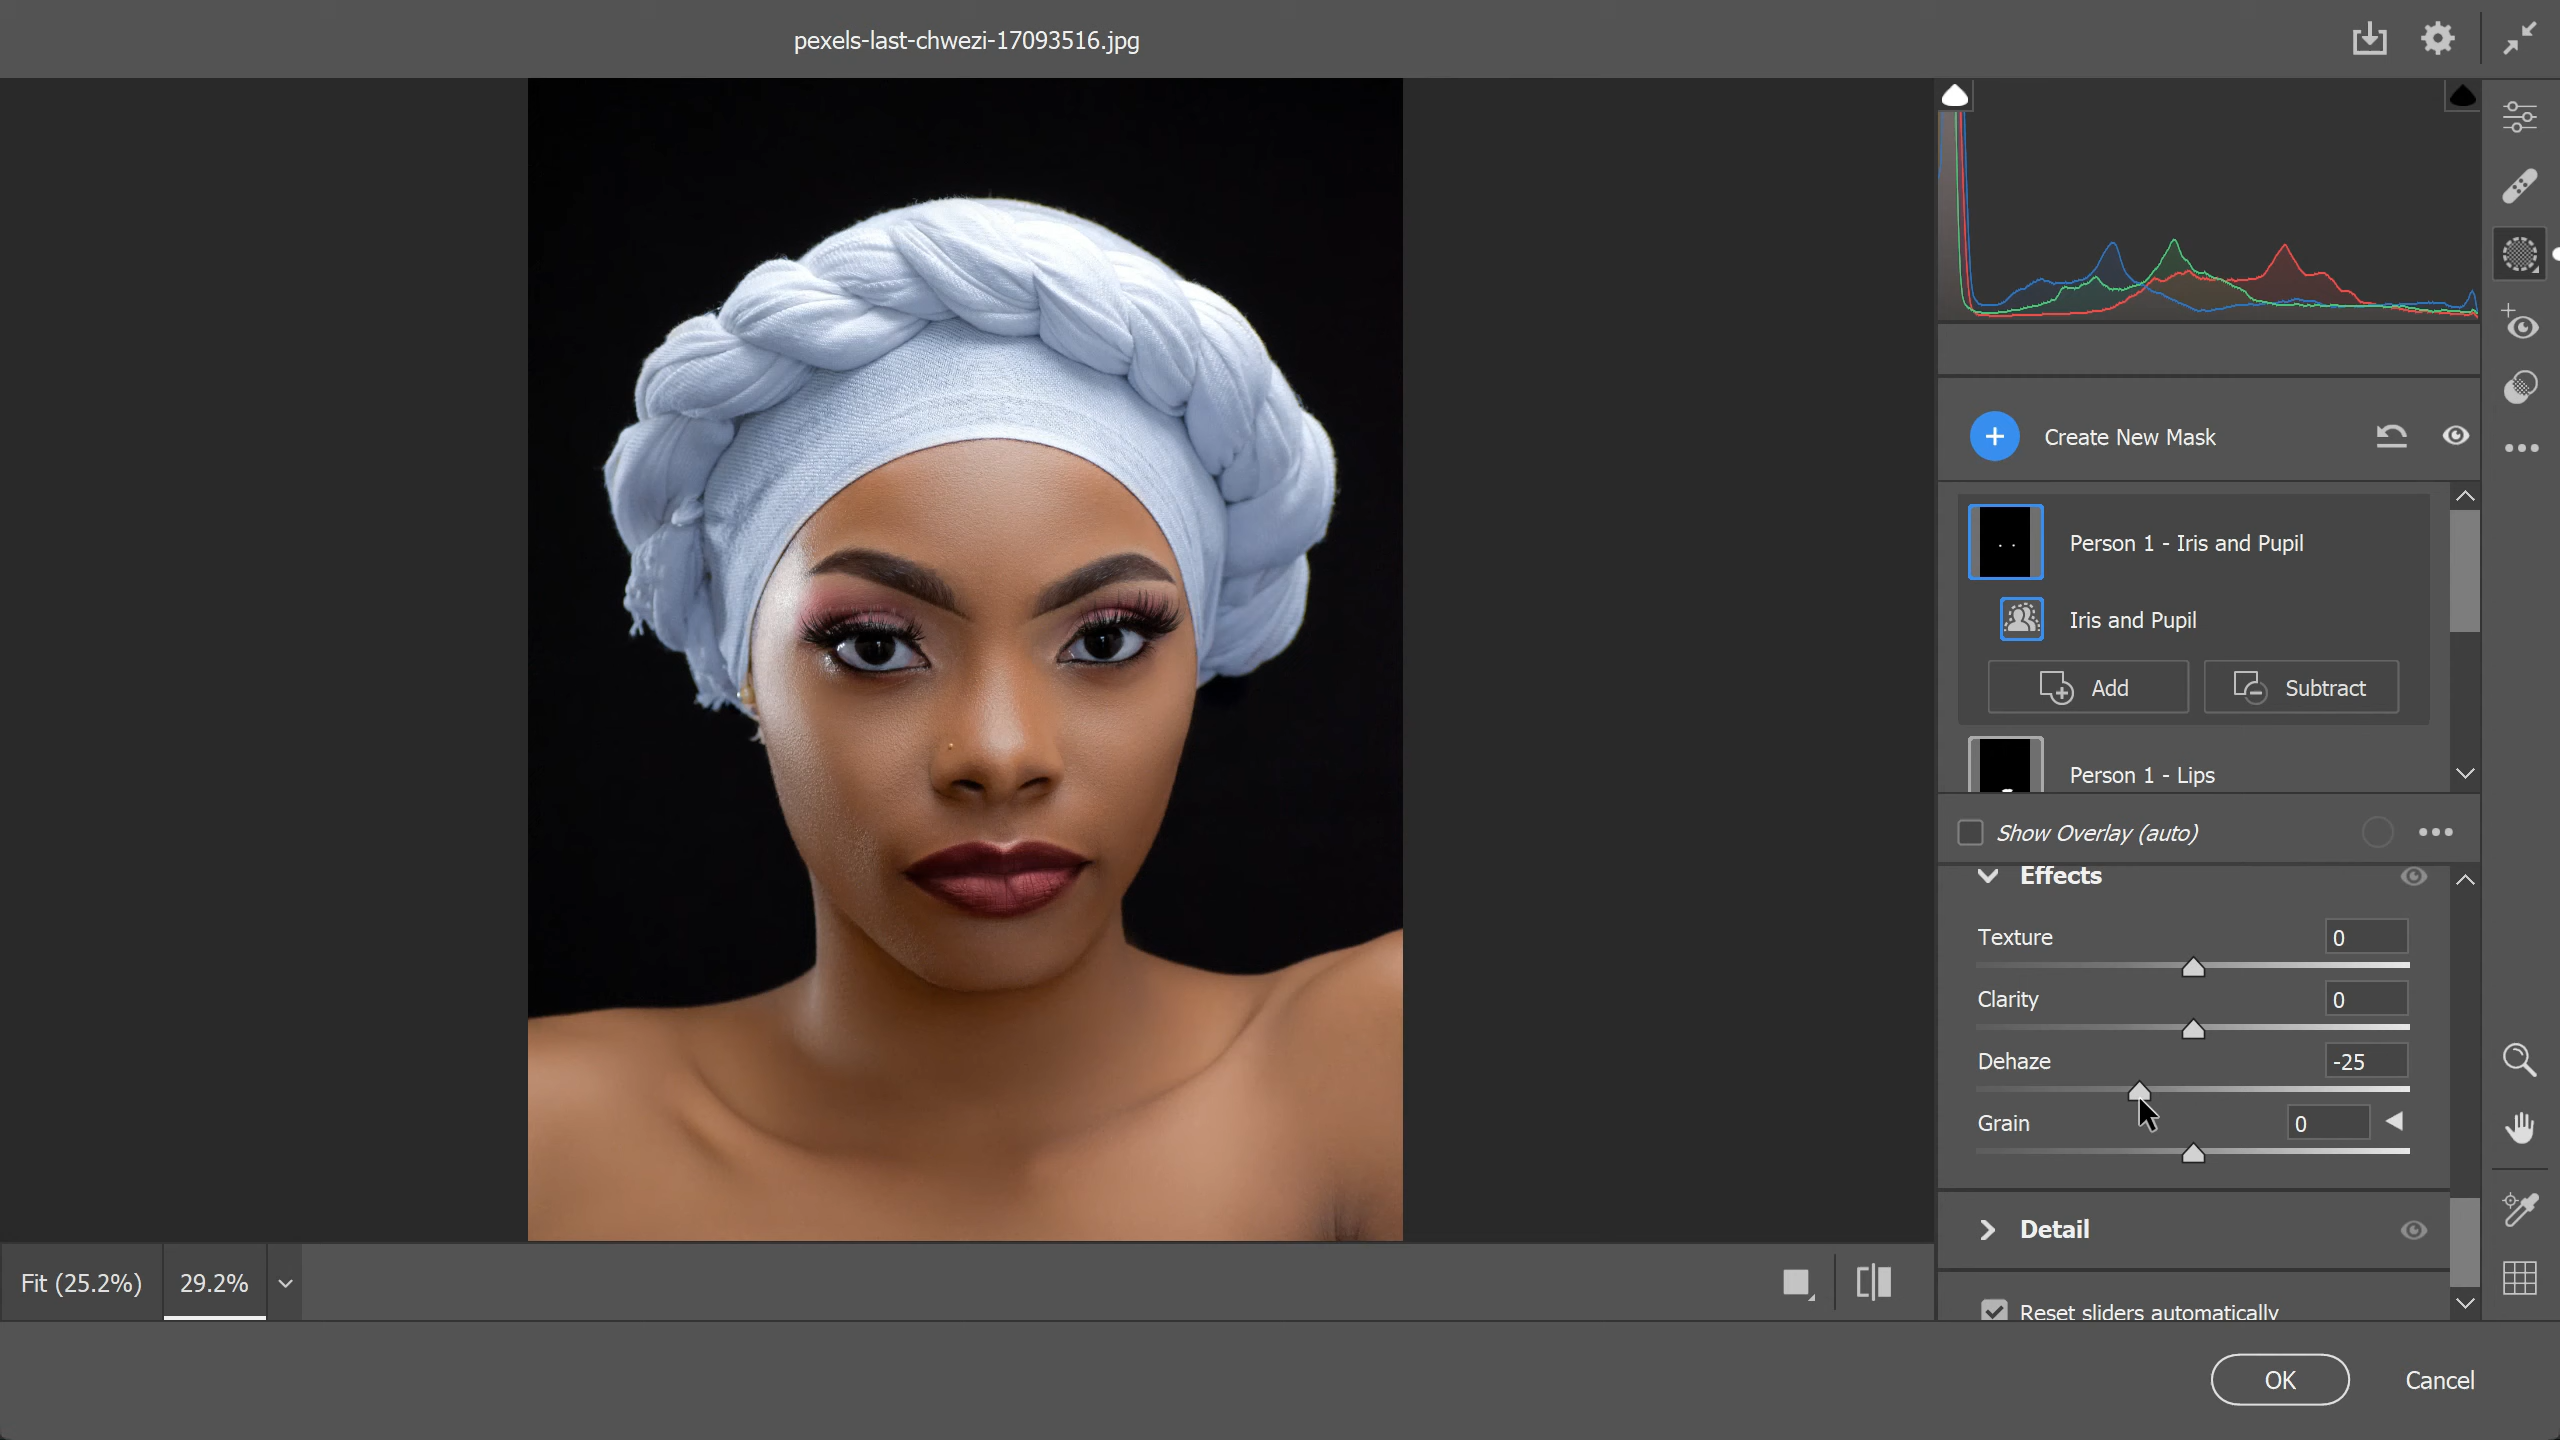 pexels-last-chwezi-17093516.jpg
Create New Mask
Person 1 - Iris and Pupil
Iris and Pupil
Add
Subtract
Person 1 - Lips
Show Overlay (auto)
Effects
Texture 0
Clarity 0
Dehaze -25
Grain 0
Detail
Reset sliders automatically
Fit (25.2%) 29.2%
OK Cancel